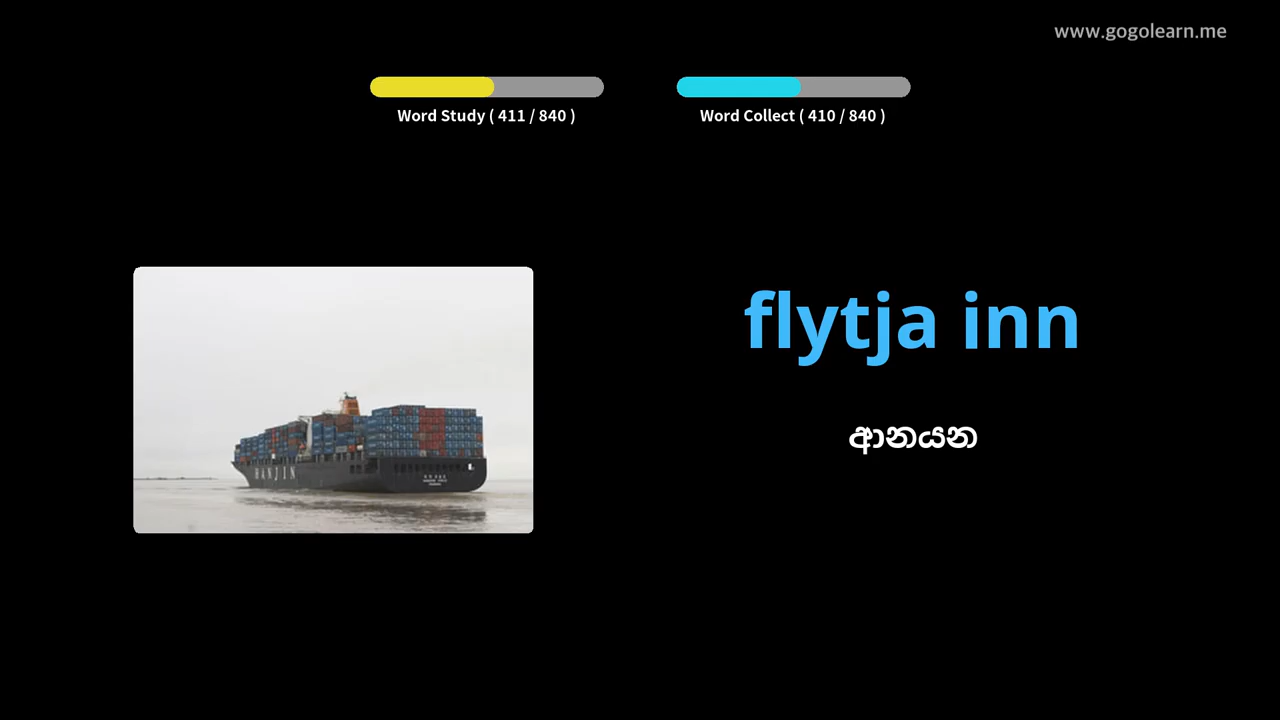 www.gogolearn.me
Word Study ( 411 / 840 )
Word Collect ( 410 / 840 )
flytja inn
ආනයන
HANJIN